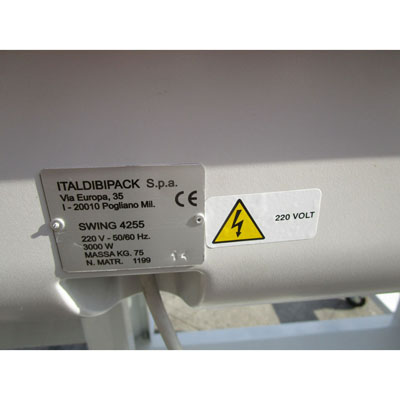 ITALDIBIPACK S.p.a.
Via Europa, 35
I - 20010 Pogliano Mil.
CE
SWING 4255
220 V - 50/60 Hz.
3000 W
MASSA KG. 75
N. MATR. 1199
220 VOLT